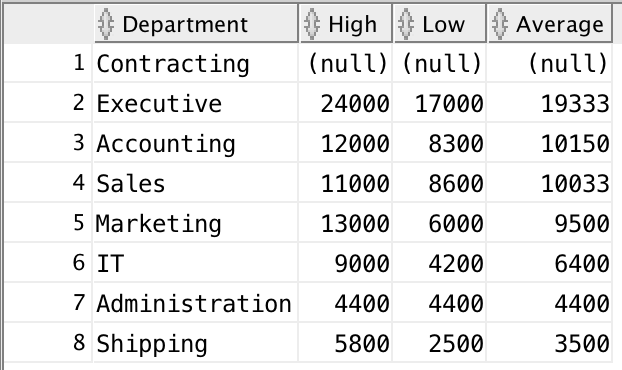 Department High Low Average
1 Contracting (null) (null) (null)
2 Executive 24000 17000 19333
3 Accounting 12000 8300 10150
4 Sales 11000 8600 10033
5 Marketing 13000 6000 9500
6 IT 9000 4200 6400
7 Administration 4400 4400 4400
8 Shipping 5800 2500 3500